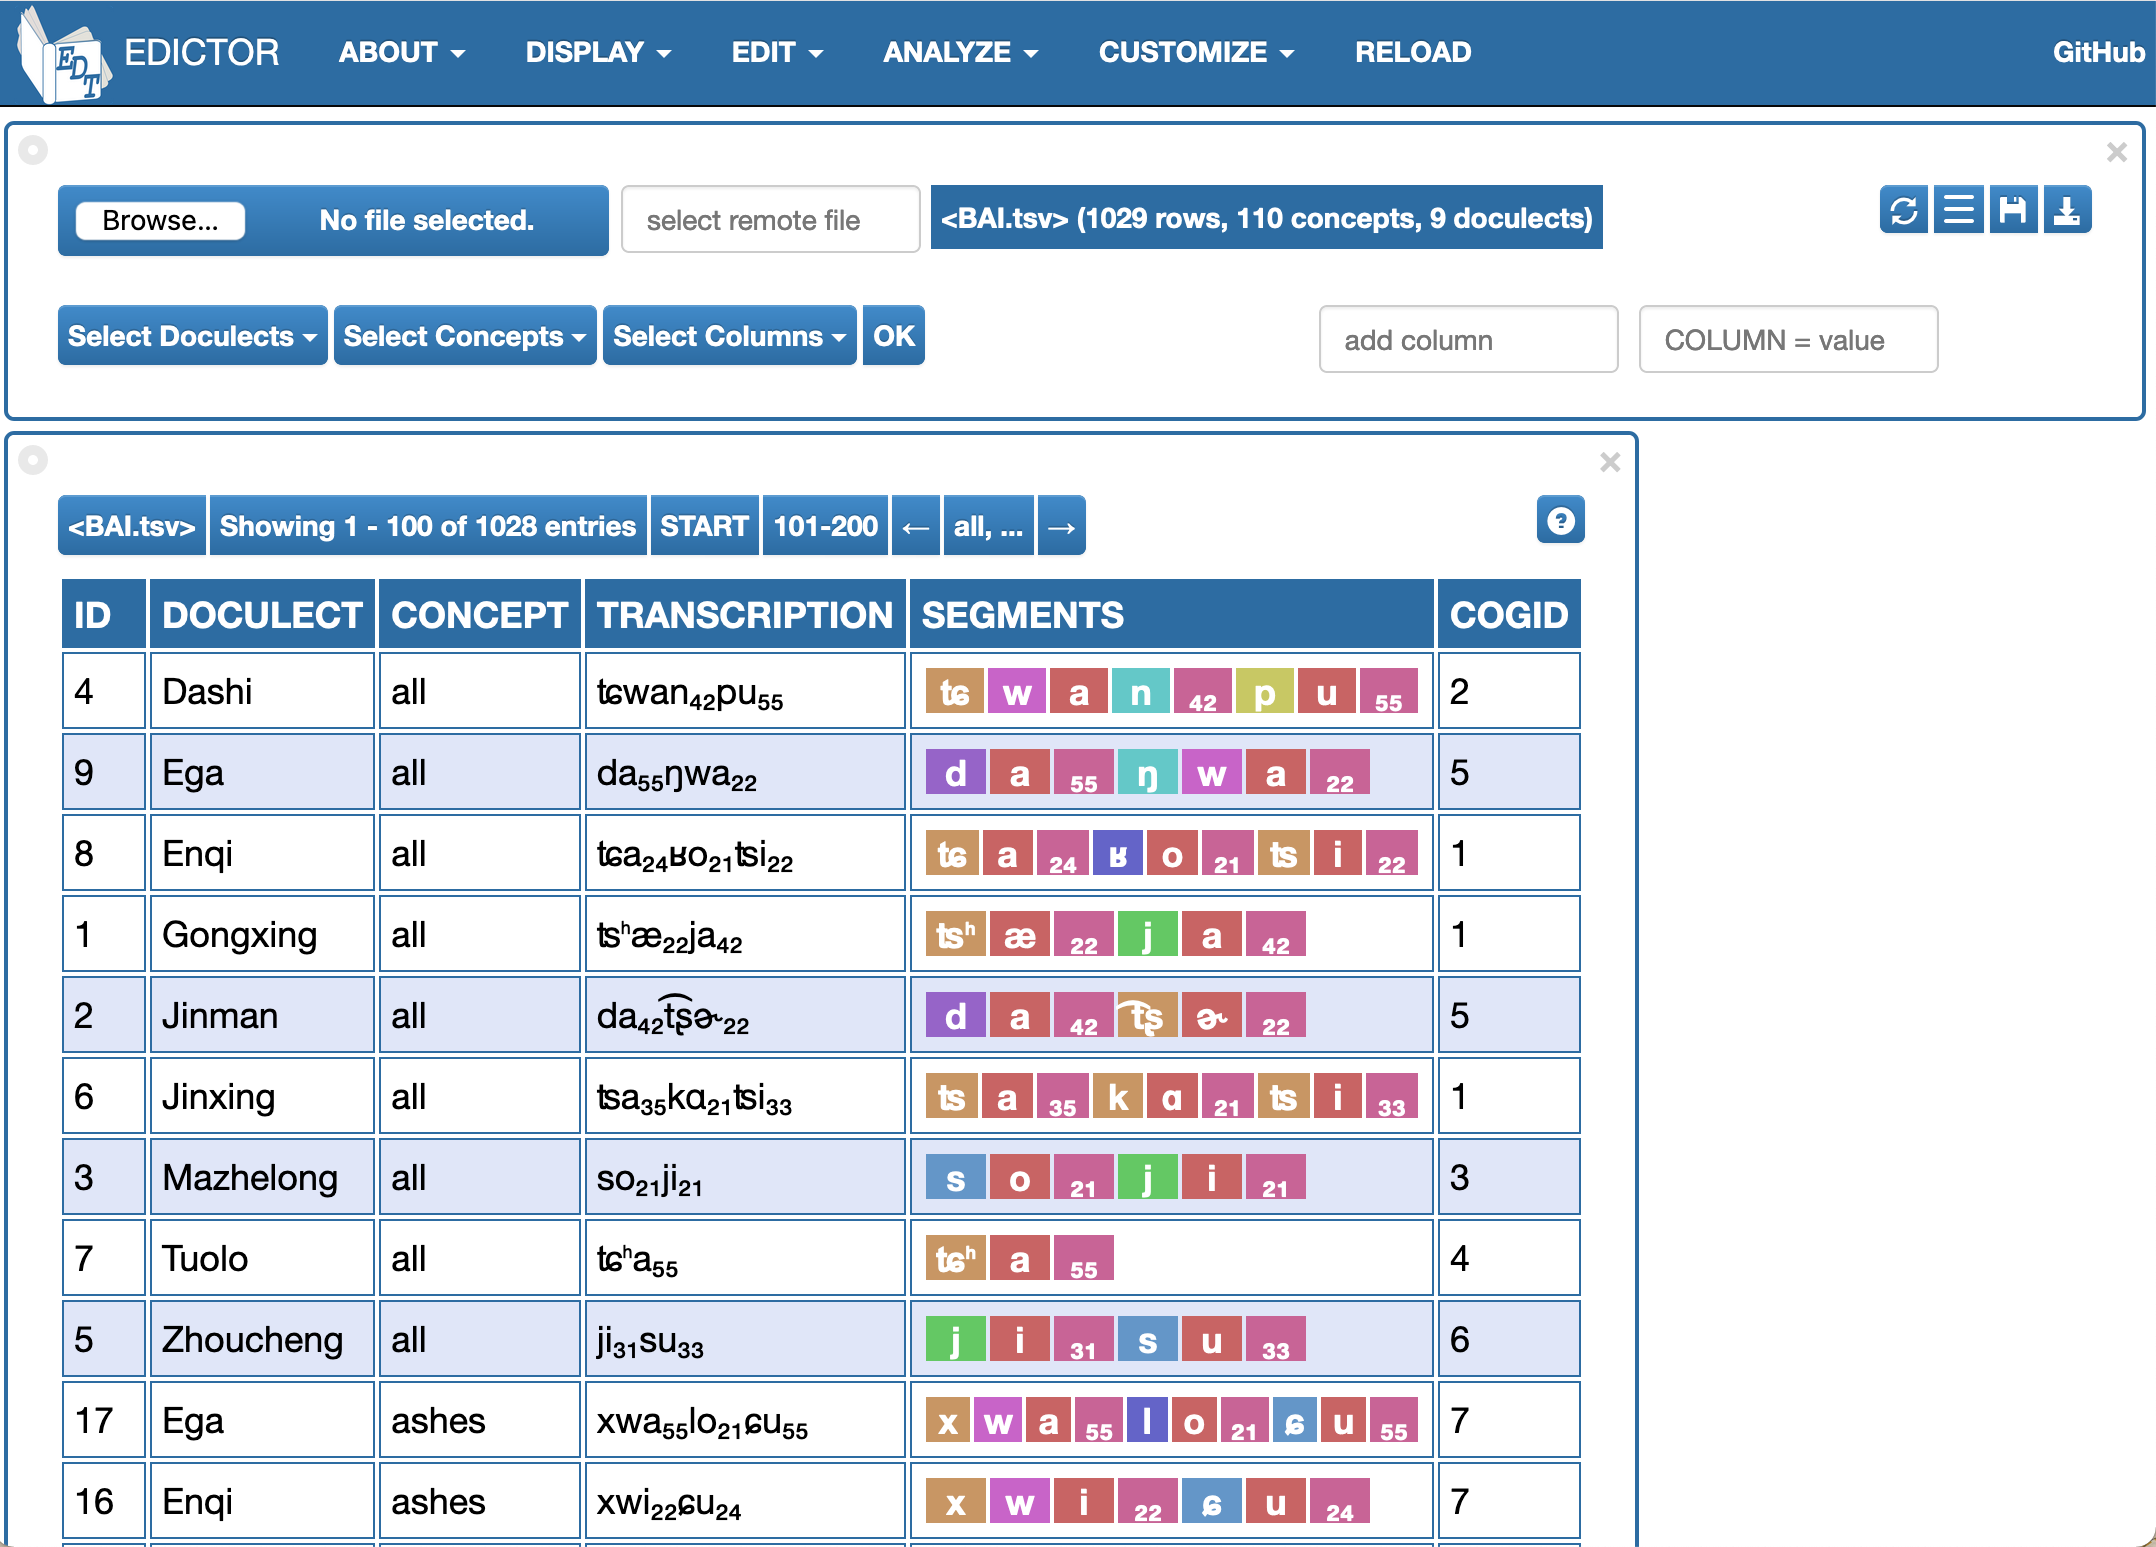 EDT EDICTOR ABOUT DISPLAY EDIT ANALYZE CUSTOMIZE RELOAD GitHub
Browse... No file selected. select remote file <BAI.tsv> (1029 rows, 110 concepts, 9 doculects)
Select Doculects Select Concepts Select Columns OK add column COLUMN = value
<BAI.tsv> Showing 1 - 100 of 1028 entries START 101-200 ← all, ... → ?
ID DOCULECT CONCEPT TRANSCRIPTION SEGMENTS COGID
4 Dashi all ʨwan₄₂pu₅₅ ʨ w a n ₄₂ p u ₅₅ 2
9 Ega all da₅₅ŋwa₂₂ d a ₅₅ ŋ w a ₂₂ 5
8 Enqi all ʨa₂₄ʁo₂₁ʦi₂₂ ʨ a ₂₄ ʁ o ₂₁ ʦ i ₂₂ 1
1 Gongxing all ʦʰæ₂₂ja₄₂ ʦʰ æ ₂₂ j a ₄₂ 1
2 Jinman all da₄₂t͡ʂɚ₂₂ d a ₄₂ t͡ʂ ɚ ₂₂ 5
6 Jinxing all ʦa₃₅kɑ₂₁ʦi₃₃ ʦ a ₃₅ k ɑ ₂₁ ʦ i ₃₃ 1
3 Mazhelong all so₂₁ji₂₁ s o ₂₁ j i ₂₁ 3
7 Tuolo all ʨʰa₅₅ ʨʰ a ₅₅ 4
5 Zhoucheng all ji₃₁su₃₃ j i ₃₁ s u ₃₃ 6
17 Ega ashes xwa₅₅lo₂₁ɕu₅₅ x w a ₅₅ l o ₂₁ ɕ u ₅₅ 7
16 Enqi ashes xwi₂₂ɕu₂₄ x w i ₂₂ ɕ u ₂₄ 7